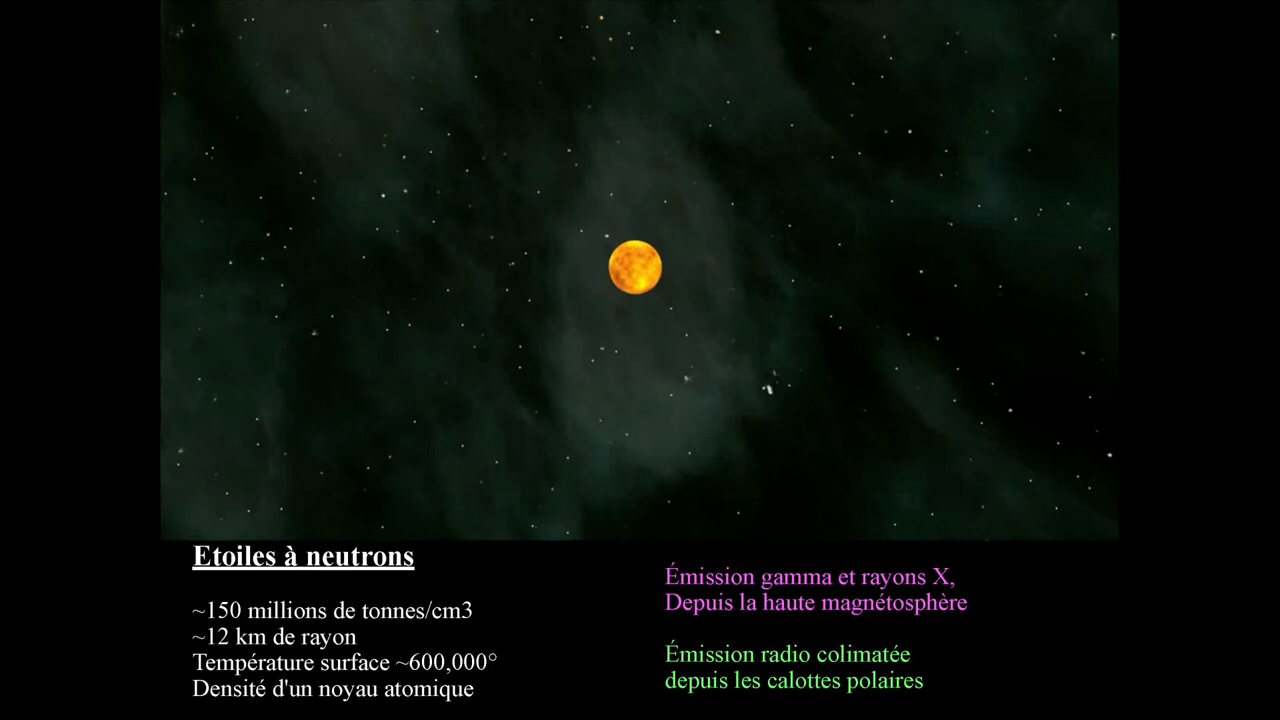 Etoiles à neutrons
~150 millions de tonnes/cm3
~12 km de rayon
Température surface ~600,000°
Densité d'un noyau atomique
Émission gamma et rayons X,
Depuis la haute magnétosphère
Émission radio colimatée
depuis les calottes polaires